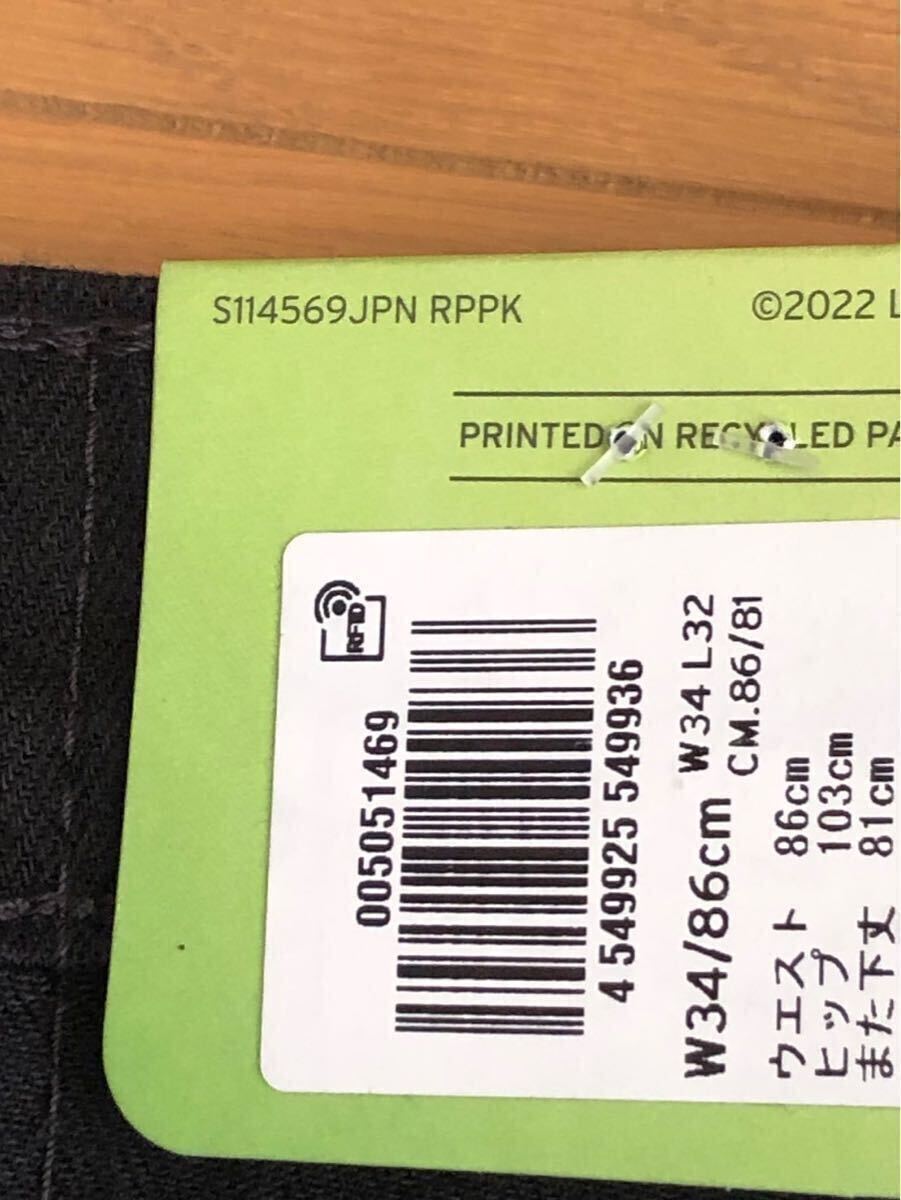 S114569JPN RPPK
©2022 L
PRINTED ON RECYCLED PA
RFID
005051469
4 549925 549936
W34/86cm W34 L32
CM.86/81
ウエスト 86cm
ヒップ 103cm
また下丈 81cm